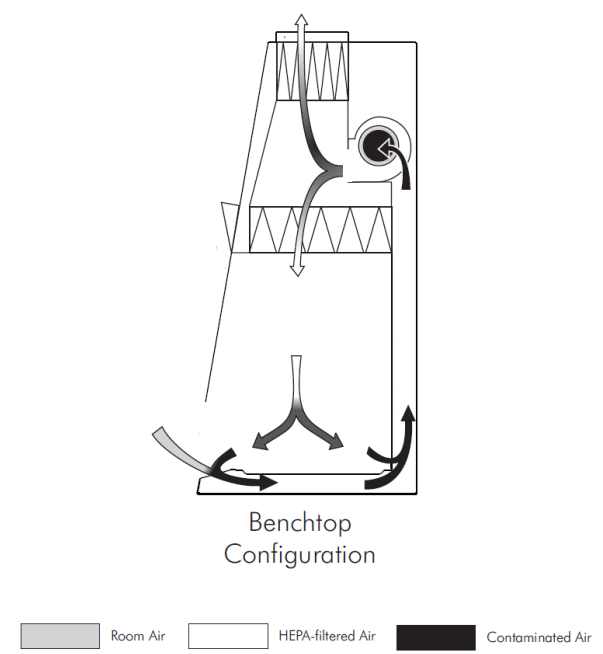 Benchtop
Configuration
Room Air
HEPA-filtered Air
Contaminated Air